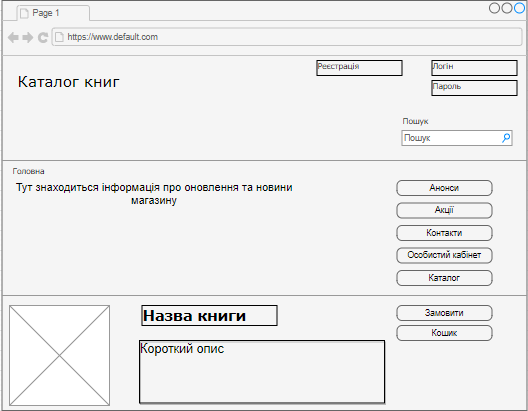 Page 1
https://www.default.com
Реєстрація
Логін
Каталог книг
Пароль
Пошук
Пошук
Головна
Тут знаходиться інформація про оновлення та новини
магазину
Анонси
Акції
Контакти
Особистий кабінет
Каталог
Назва книги
Короткий опис
Замовити
Кошик